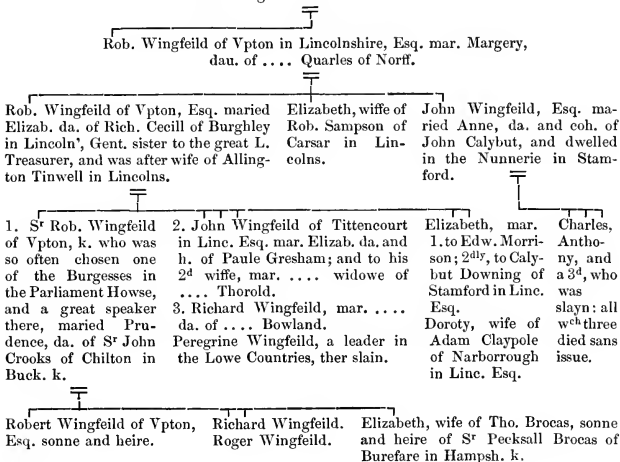 Rob. Wingfeild of Vpton in Lincolnshire, Esq. mar. Margery,
dau. of .... Quarles of Norff.
Rob. Wingfeild of Vpton, Esq. maried
Elizab. da. of Rich. Cecill of Burghley
in Lincoln', Gent. sister to the great L.
Treasurer, and was after wife of Alling-
ton Tinwell in Lincolns.
Elizabeth, wiffe of
Rob. Sampson of
Carsar in Lin-
colns.
John Wingfeild, Esq. ma-
ried Anne, da. and coh. of
John Calybut, and dwelled
in the Nunnerie in Stam-
ford.
1. Sr Rob. Wingfeild
of Vpton, k. who was
so often chosen one
of the Burgesses in
the Parliament Howse,
and a great speaker
there, maried Pru-
dence, da. of Sr John
Crooks of Chilton in
Buck. k.
2. John Wingfeild of Tittencourt
in Linc. Esq. mar. Elizab. da. and
h. of Paule Gresham; and to his
2d wiffe, mar. .... widowe of
.... Thorold.
3. Richard Wingfeild, mar. ....
da. of .... Bowland.
Peregrine Wingfeild, a leader in
the Lowe Countries, ther slain.
Elizabeth, mar.
1. to Edw. Morri-
son; 2dly, to Caly-
but Downing of
Stamford in Linc.
Esq.
Doroty, wife of
Adam Claypole
of Narborrough
in Linc. Esq.
Charles,
Antho-
ny, and
a 3d, who
was
slayn: all
wch three
died sans
issue.
Robert Wingfeild of Vpton,
Esq. sonne and heire.
Richard Wingfeild.
Roger Wingfeild.
Elizabeth, wife of Tho. Brocas, sonne
and heire of Sr Pecksall Brocas of
Burefare in Hampsh. k.